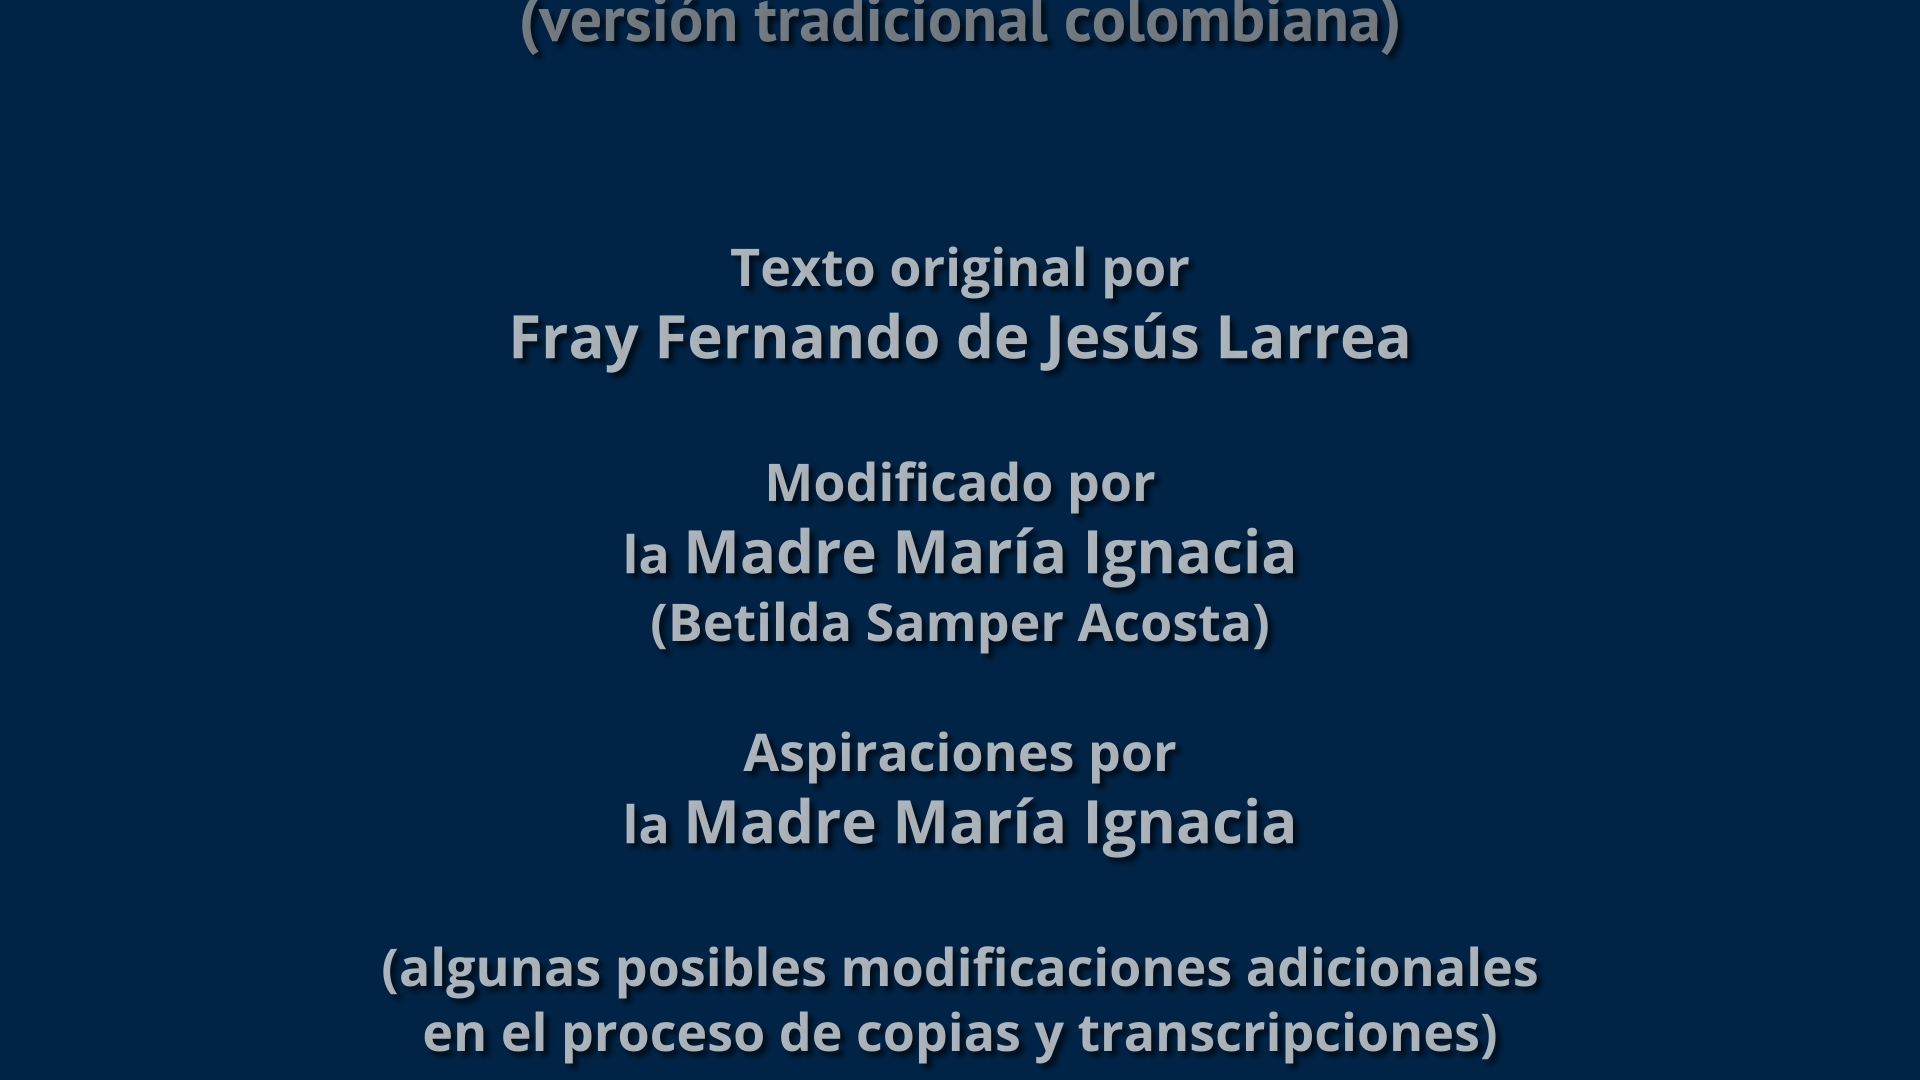 (versión tradicional colombiana)
Texto original por
Fray Fernando de Jesús Larrea
Modificado por
la Madre María Ignacia
(Betilda Samper Acosta)
Aspiraciones por
la Madre María Ignacia
(algunas posibles modificaciones adicionales
en el proceso de copias y transcripciones)